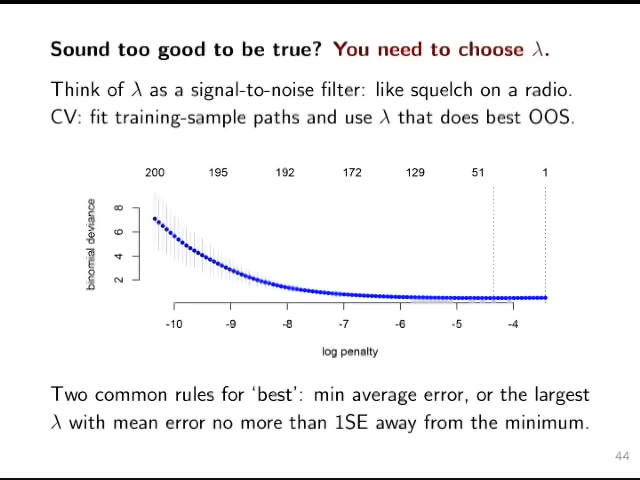 Sound too good to be true? You need to choose λ.
Think of λ as a signal-to-noise filter: like squelch on a radio.
CV: fit training-sample paths and use λ that does best OOS.
200 195 192 172 129 51 1
binomial deviance
8
6
4
2
-10 -9 -8 -7 -6 -5 -4
log penalty
Two common rules for ‘best’: min average error, or the largest
λ with mean error no more than 1SE away from the minimum.
44